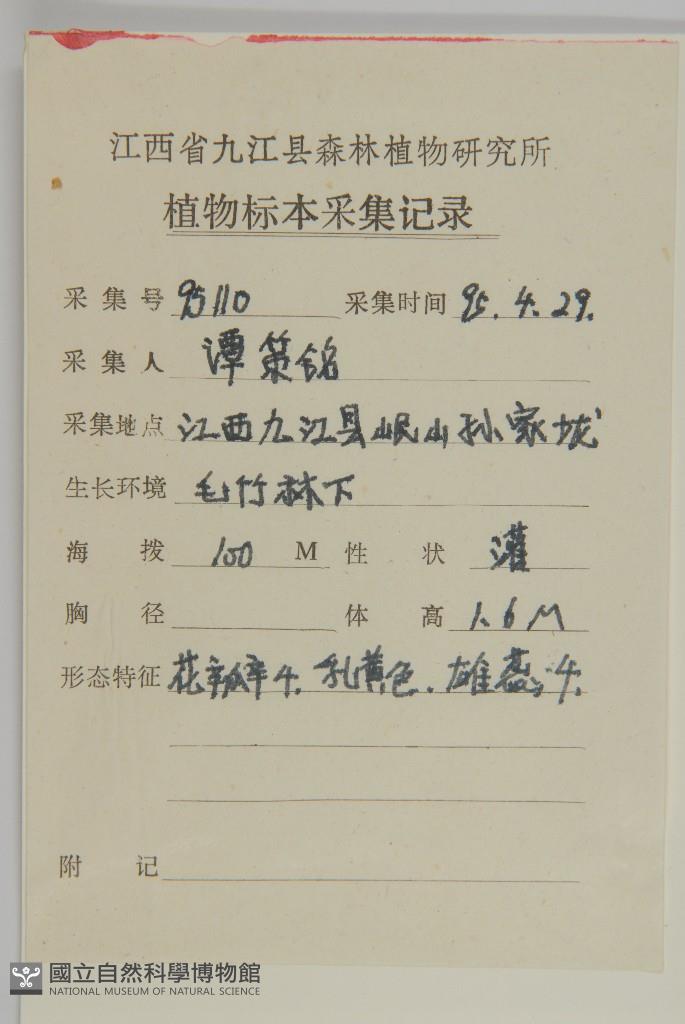 江西省九江县森林植物研究所
植物标本采集记录
采集号 95110 采集时间 95.4.29.
采集人 谭策铭
采集地点 江西九江县岷山孙家垅
生长环境 毛竹林下
海拨 100 M 性状 灌
胸径 体高 1.6M
形态特征 花瓣4.乳黄色.雄蕊4.
附记
國立自然科學博物館
NATIONAL MUSEUM OF NATURAL SCIENCE